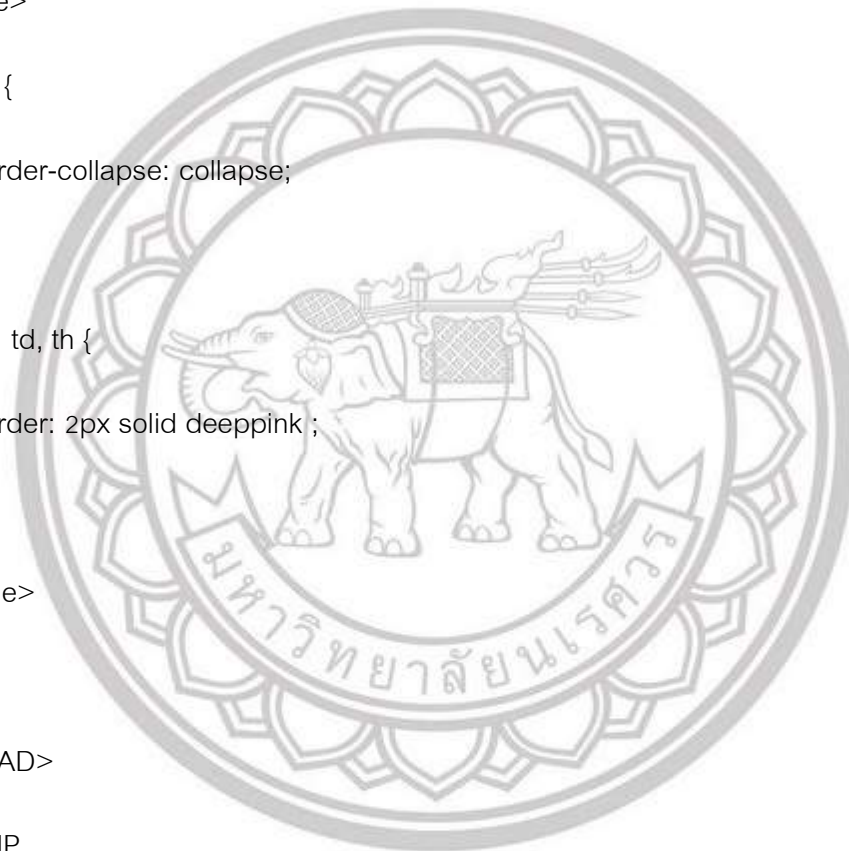 e>
{
rder-collapse: collapse;
td, th {
rder: 2px solid deeppink ;
e>
AD>
มหาวิทยาลัยนเรศวร